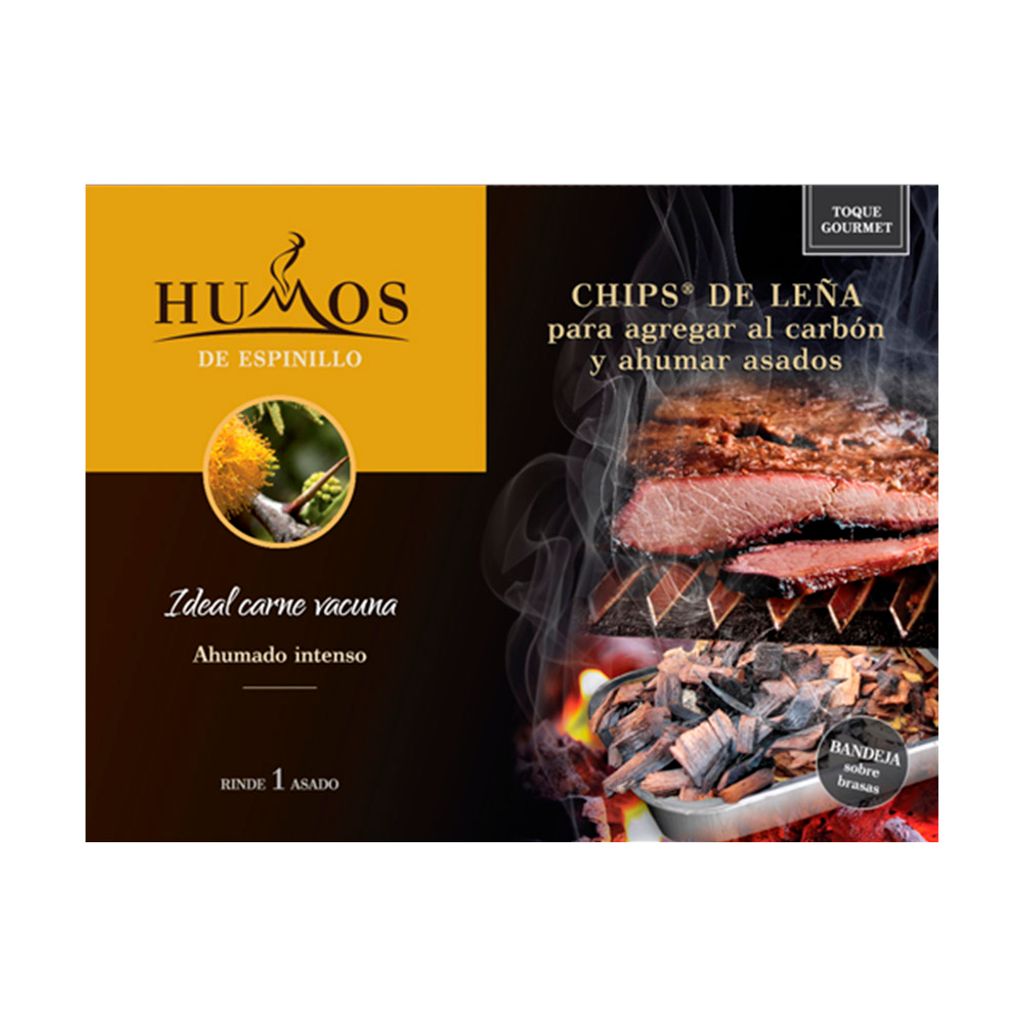 HUMOS
DE ESPINILLO
Ideal carne vacuna
Ahumado intenso
RINDE 1 ASADO
TOQUE
GOURMET
CHIPS® DE LEÑA
para agregar al carbón
y ahumar asados
BANDEJA
sobre
brasas